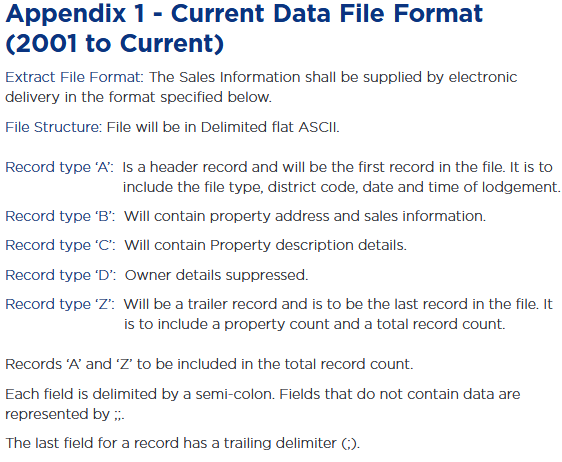 Appendix 1 - Current Data File Format
(2001 to Current)
Extract File Format: The Sales Information shall be supplied by electronic
delivery in the format specified below.
File Structure: File will be in Delimited flat ASCII.
Record type ‘A’: Is a header record and will be the first record in the file. It is to
include the file type, district code, date and time of lodgement.
Record type ‘B’: Will contain property address and sales information.
Record type ‘C’: Will contain Property description details.
Record type ‘D’: Owner details suppressed.
Record type ‘Z’: Will be a trailer record and is to be the last record in the file. It
is to include a property count and a total record count.
Records ‘A’ and ‘Z’ to be included in the total record count.
Each field is delimited by a semi-colon. Fields that do not contain data are
represented by ;;.
The last field for a record has a trailing delimiter (;).